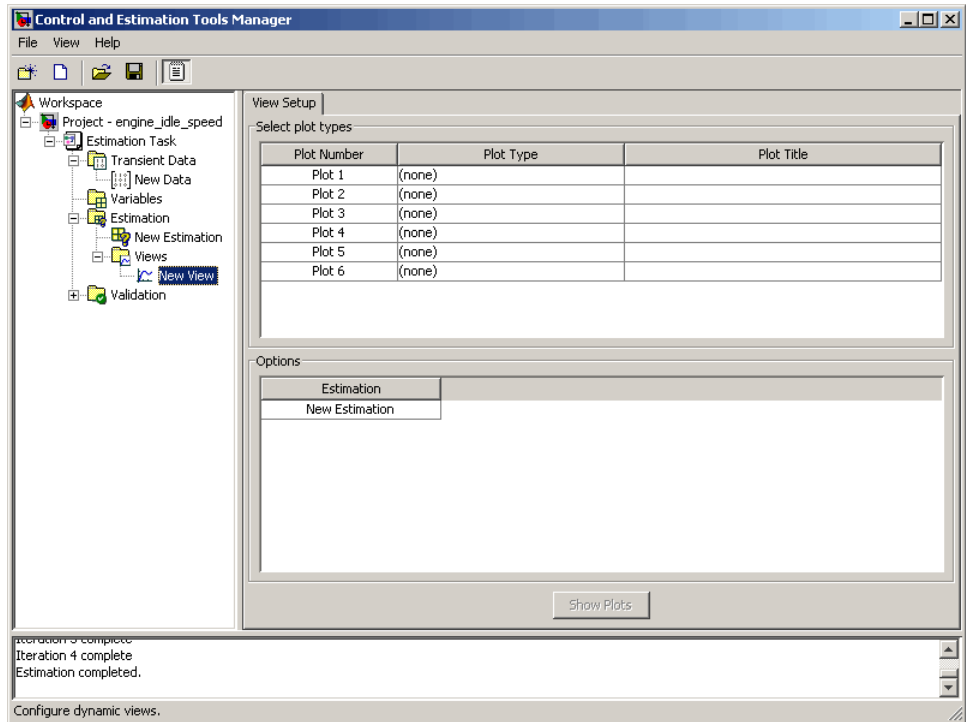 Control and Estimation Tools Manager
File View Help
Workspace
Project - engine_idle_speed
Estimation Task
Transient Data
New Data
Variables
Estimation
New Estimation
Views
New View
Validation
View Setup
Select plot types
Plot Number Plot Type Plot Title
Plot 1 (none)
Plot 2 (none)
Plot 3 (none)
Plot 4 (none)
Plot 5 (none)
Plot 6 (none)
Options
Estimation
New Estimation
Show Plots
Iteration 3 complete
Iteration 4 complete
Estimation completed.
Configure dynamic views.